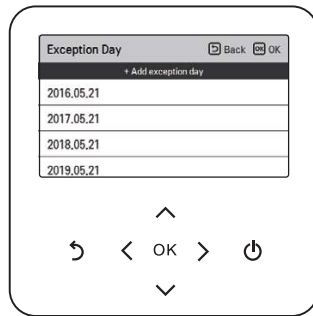 Exception Day Back OK OK
+ Add exception day
2016.05.21
2017.05.21
2018.05.21
2019.05.21
OK